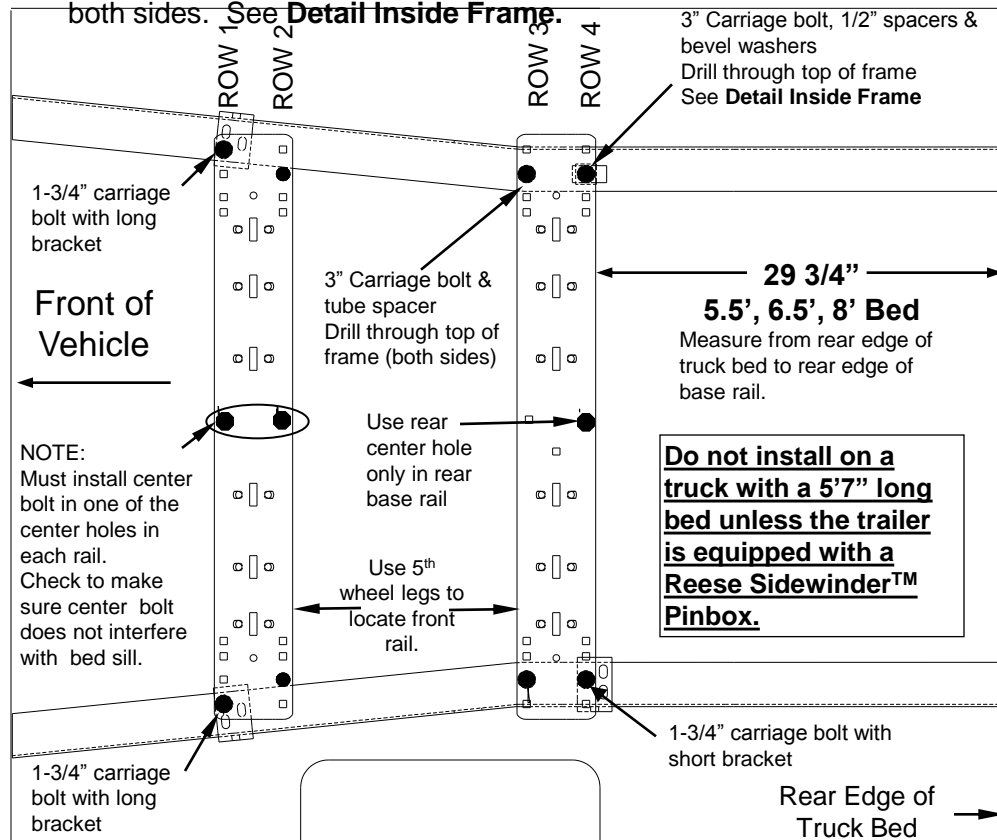 both sides. See Detail Inside Frame.
ROW 1
ROW 2
ROW 3
ROW 4
3” Carriage bolt, 1/2” spacers &
bevel washers
Drill through top of frame
See Detail Inside Frame
1-3/4” carriage
bolt with long
bracket
3” Carriage bolt &
tube spacer
Drill through top of
frame (both sides)
29 3/4”
5.5’, 6.5’, 8’ Bed
Measure from rear edge of
truck bed to rear edge of
base rail.
Front of
Vehicle
NOTE:
Must install center
bolt in one of the
center holes in
each rail.
Check to make
sure center bolt
does not interfere
with bed sill.
Use rear
center hole
only in rear
base rail
Do not install on a
truck with a 5’7” long
bed unless the trailer
is equipped with a
Reese Sidewinder™
Pinbox.
Use 5th
wheel legs to
locate front
rail.
1-3/4” carriage
bolt with long
bracket
1-3/4” carriage bolt with
short bracket
Rear Edge of
Truck Bed